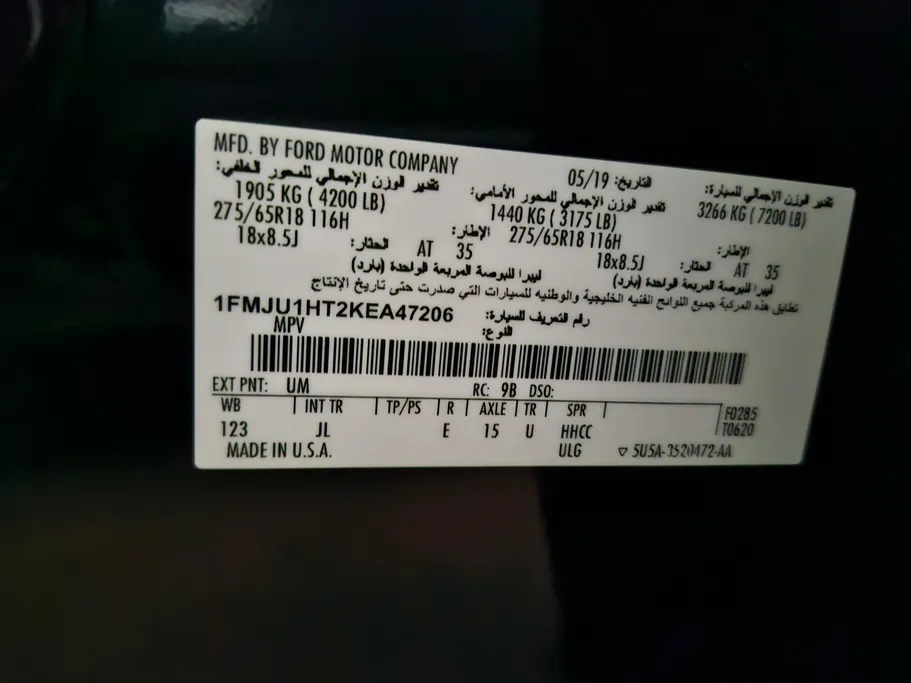 MFD. BY FORD MOTOR COMPANY
التاريخ: 05/19
تقدير الوزن الإجمالي للسيارة: 3266 KG ( 7200 LB)
تقدير الوزن الإجمالي للمحور الأمامي: 1440 KG ( 3175 LB)
تقدير الوزن الإجمالي للمحور الخلفي: 1905 KG ( 4200 LB)
الإطار: 275/65R18 116H
الإطار: 275/65R18 116H
الحتار: 18x8.5J
AT 35
الحتار: 18x8.5J
AT 35
ليبرا للبوصة المربعة الواحدة (بارد)
ليبرا للبوصة المربعة الواحدة (بارد)
تطابق هذه المركبة جميع اللوائح الفنيه الخليجية والوطنيه للسيارات التي صدرت حتى تاريخ الإنتاج
رقم التعريف للسيارة: 1FMJU1HT2KEA47206
النوع: MPV
EXT PNT: UM RC: 9B DSO:
WB INT TR TP/PS R AXLE TR SPR F0285
123 JL E 15 U HHCC T0620
MADE IN U.S.A. ULG ▽ 5U5A-3520472-AA